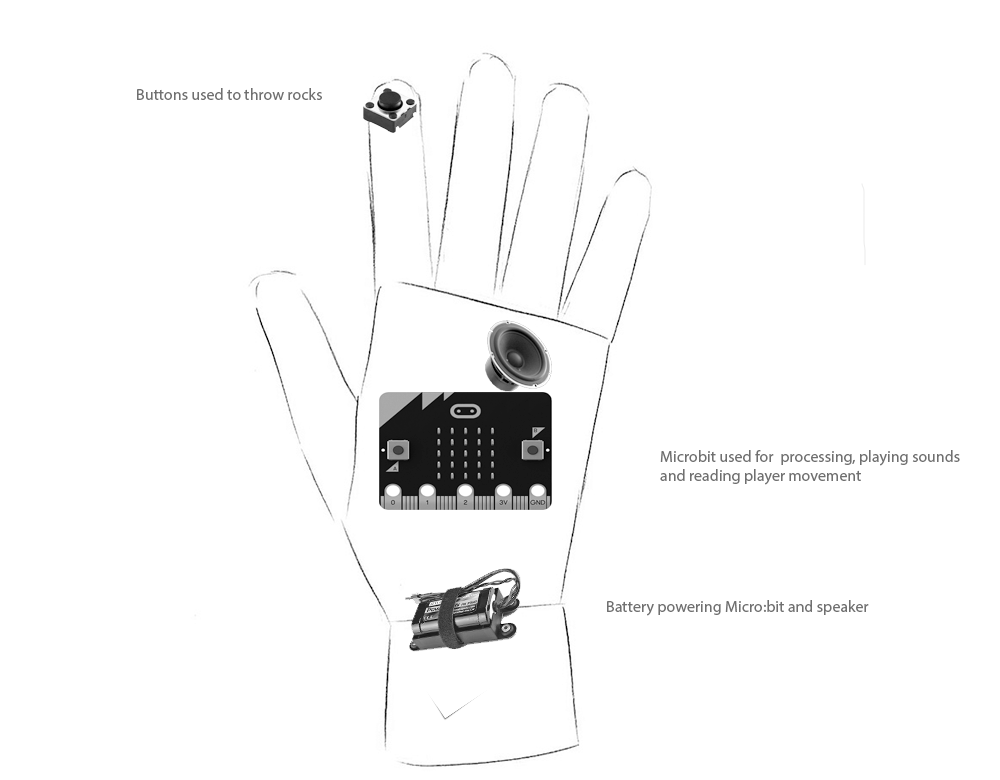 Buttons used to throw rocks
Microbit used for  processing, playing sounds
and reading player movement
B
A
0 1 2 3V GND
Battery powering Micro:bit and speaker